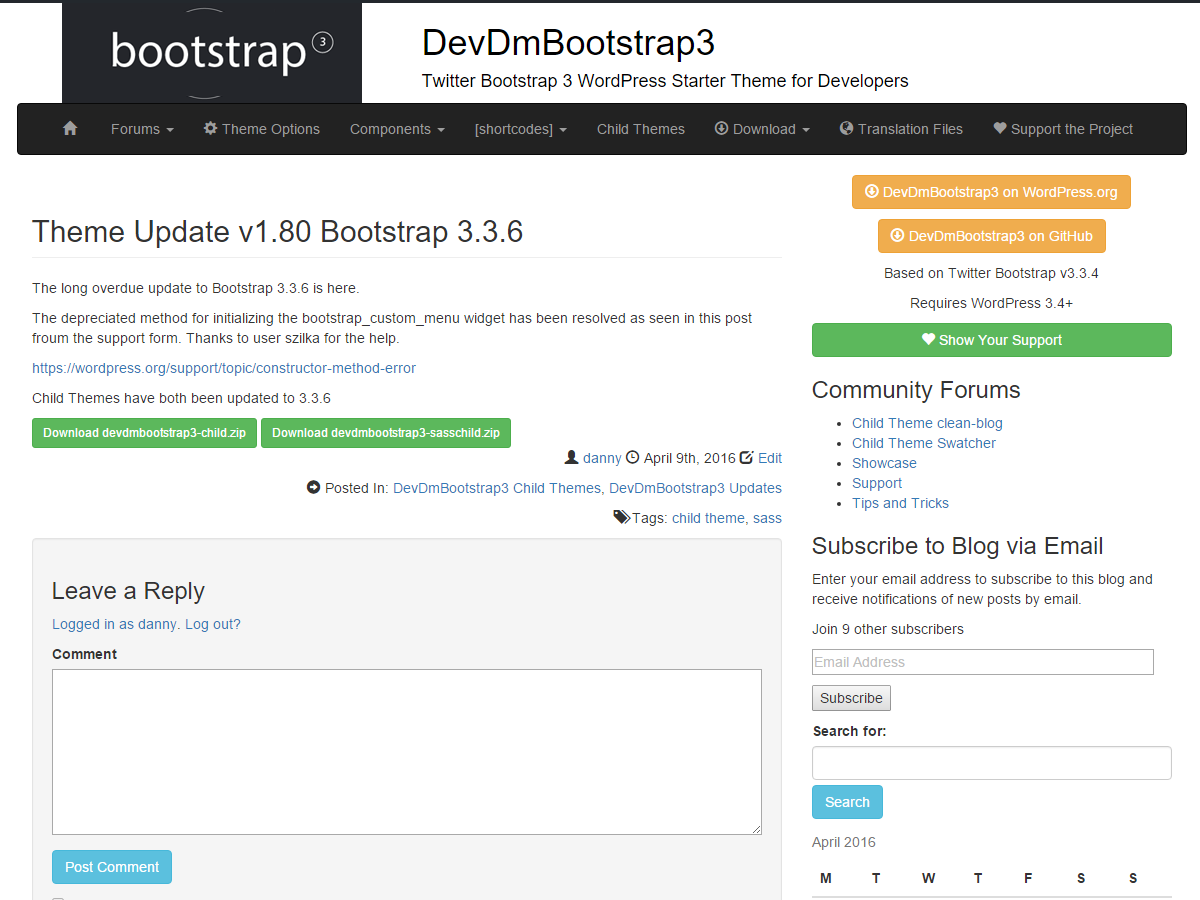 bootstrap 3
DevDmBootstrap3
Twitter Bootstrap 3 WordPress Starter Theme for Developers
Forums Theme Options Components [shortcodes] Child Themes Download Translation Files Support the Project
Theme Update v1.80 Bootstrap 3.3.6
The long overdue update to Bootstrap 3.3.6 is here.
The depreciated method for initializing the bootstrap_custom_menu widget has been resolved as seen in this post
froum the support form. Thanks to user szilka for the help.
https://wordpress.org/support/topic/constructor-method-error
Child Themes have both been updated to 3.3.6
Download devdmbootstrap3-child.zip Download devdmbootstrap3-sasschild.zip
danny April 9th, 2016 Edit
Posted In: DevDmBootstrap3 Child Themes, DevDmBootstrap3 Updates
Tags: child theme, sass
Leave a Reply
Logged in as danny. Log out?
Comment
Post Comment
DevDmBootstrap3 on WordPress.org
DevDmBootstrap3 on GitHub
Based on Twitter Bootstrap v3.3.4
Requires WordPress 3.4+
Show Your Support
Community Forums
Child Theme clean-blog
Child Theme Swatcher
Showcase
Support
Tips and Tricks
Subscribe to Blog via Email
Enter your email address to subscribe to this blog and
receive notifications of new posts by email.
Join 9 other subscribers
Email Address
Subscribe
Search for:
Search
April 2016
M T W T F S S